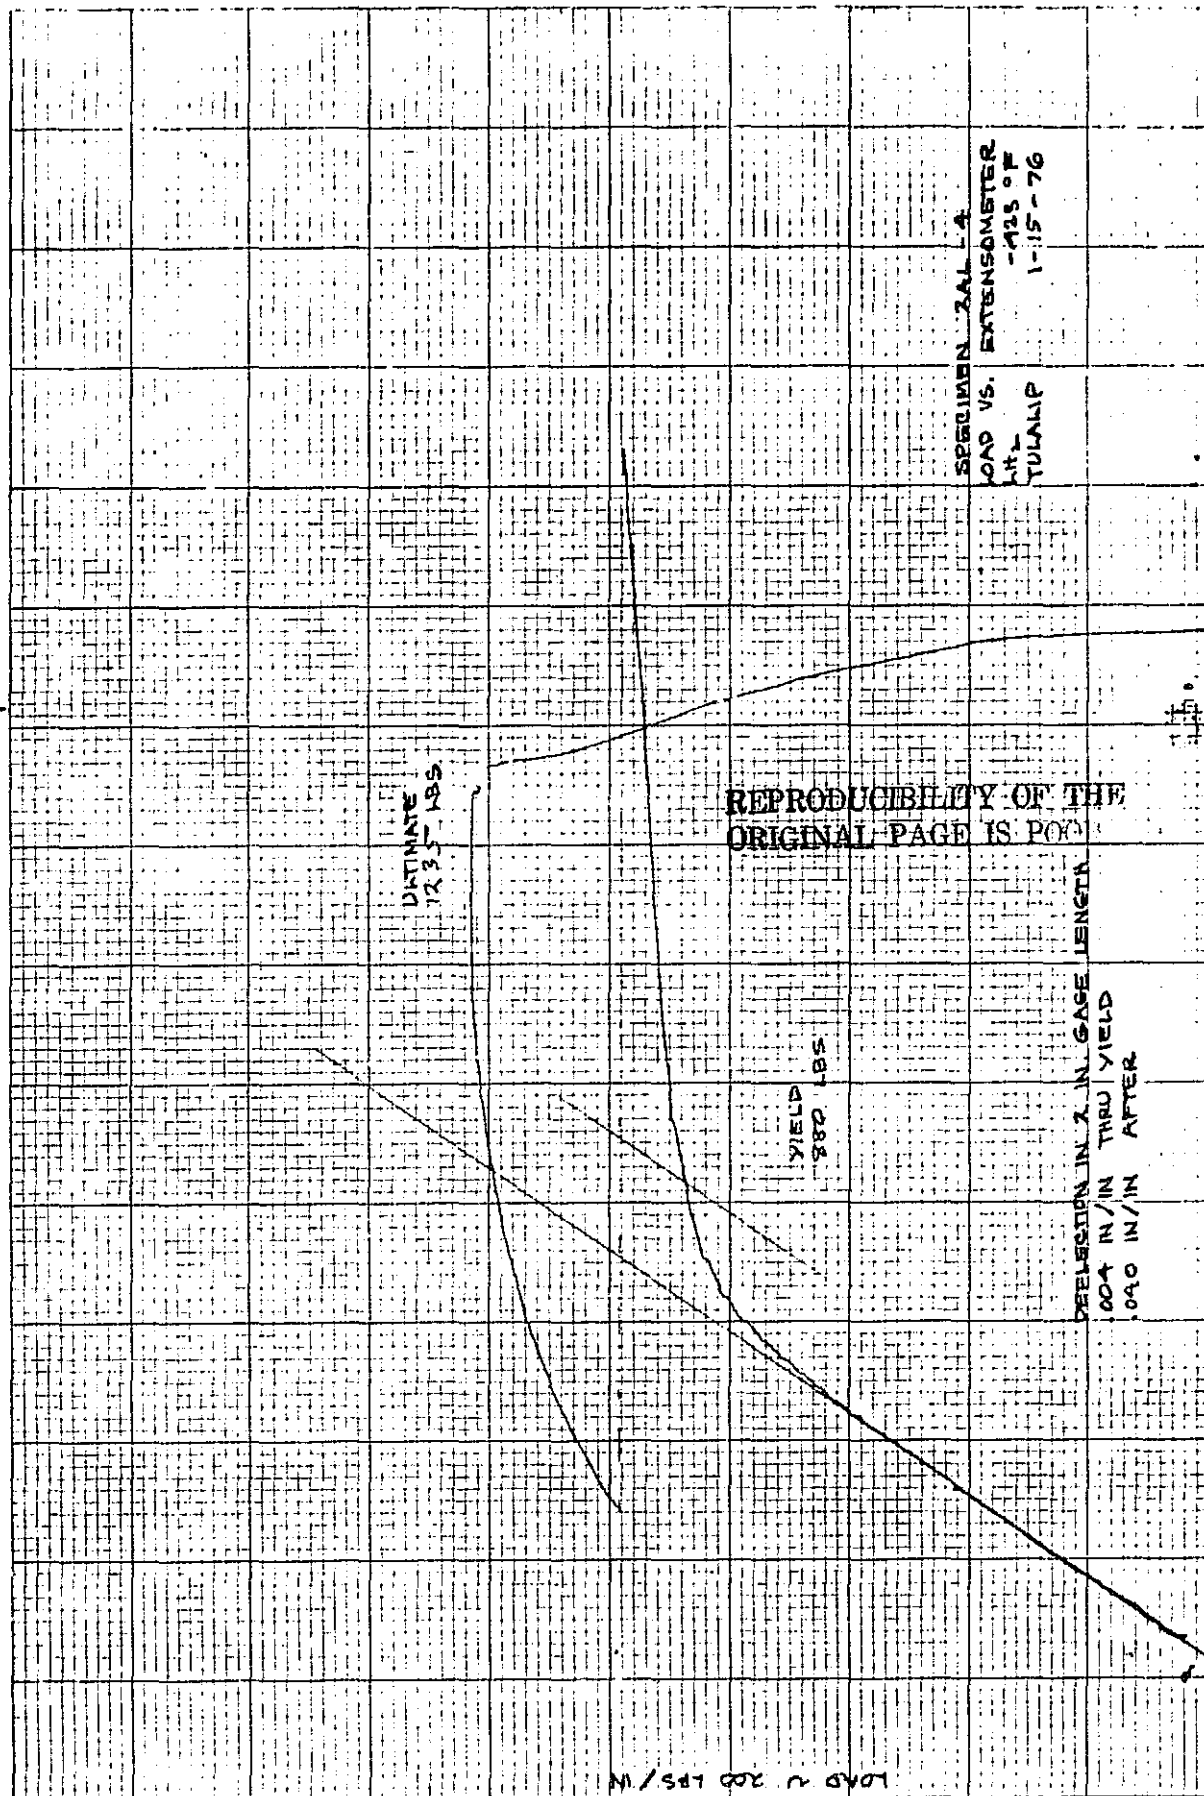 SPECIMEN 2AL-4
LOAD VS. EXTENSOMETER
LH2 -423 °F
TULALIP 1-15-76
ULTIMATE
1235 LBS
REPRODUCIBILITY OF THE
ORIGINAL PAGE IS POOR
YIELD
880 LBS
DEFLECTION IN 2 IN. GAGE LENGTH
.004 IN/IN THRU YIELD
.040 IN/IN AFTER
LOAD ~ 200 LBS/IN